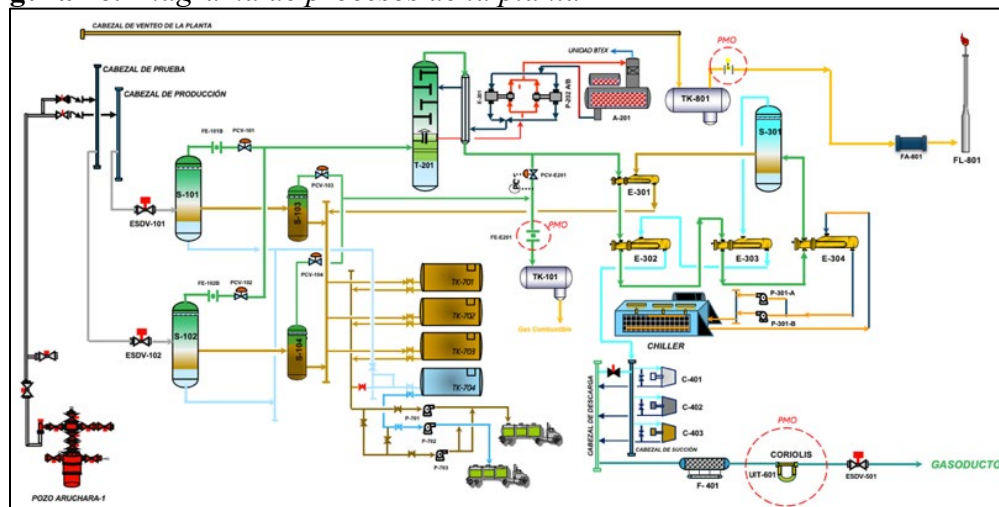 CABEZAL DE VENTEO DE LA PLANTA
CABEZAL DE PRUEBA
CABEZAL DE PRODUCCIÓN
FE-101B
PCV-101
S-101
ESDV-101
PCV-103
S-103
FE-102B
PCV-102
PCV-104
S-102
S-104
ESDV-102
POZO ARUCHARA-1
T-201
UNIDAD BTEX
P-202 A/B
A-201
PMO
TK-801
S-301
FA-801
FL-801
PCV-E201
PC
FE-E201
PMO
TK-101
Gas Combustible
E-301
E-302
E-303
E-304
P-301-A
P-301-B
CHILLER
TK-701
TK-702
TK-703
TK-704
P-701
P-702
P-703
CABEZAL DE DESCARGA
C-401
C-402
C-403
CABEZAL DE SUCCIÓN
F- 401
PMO
CORIOLIS
UIT-601
ESDV-501
GASODUCTO